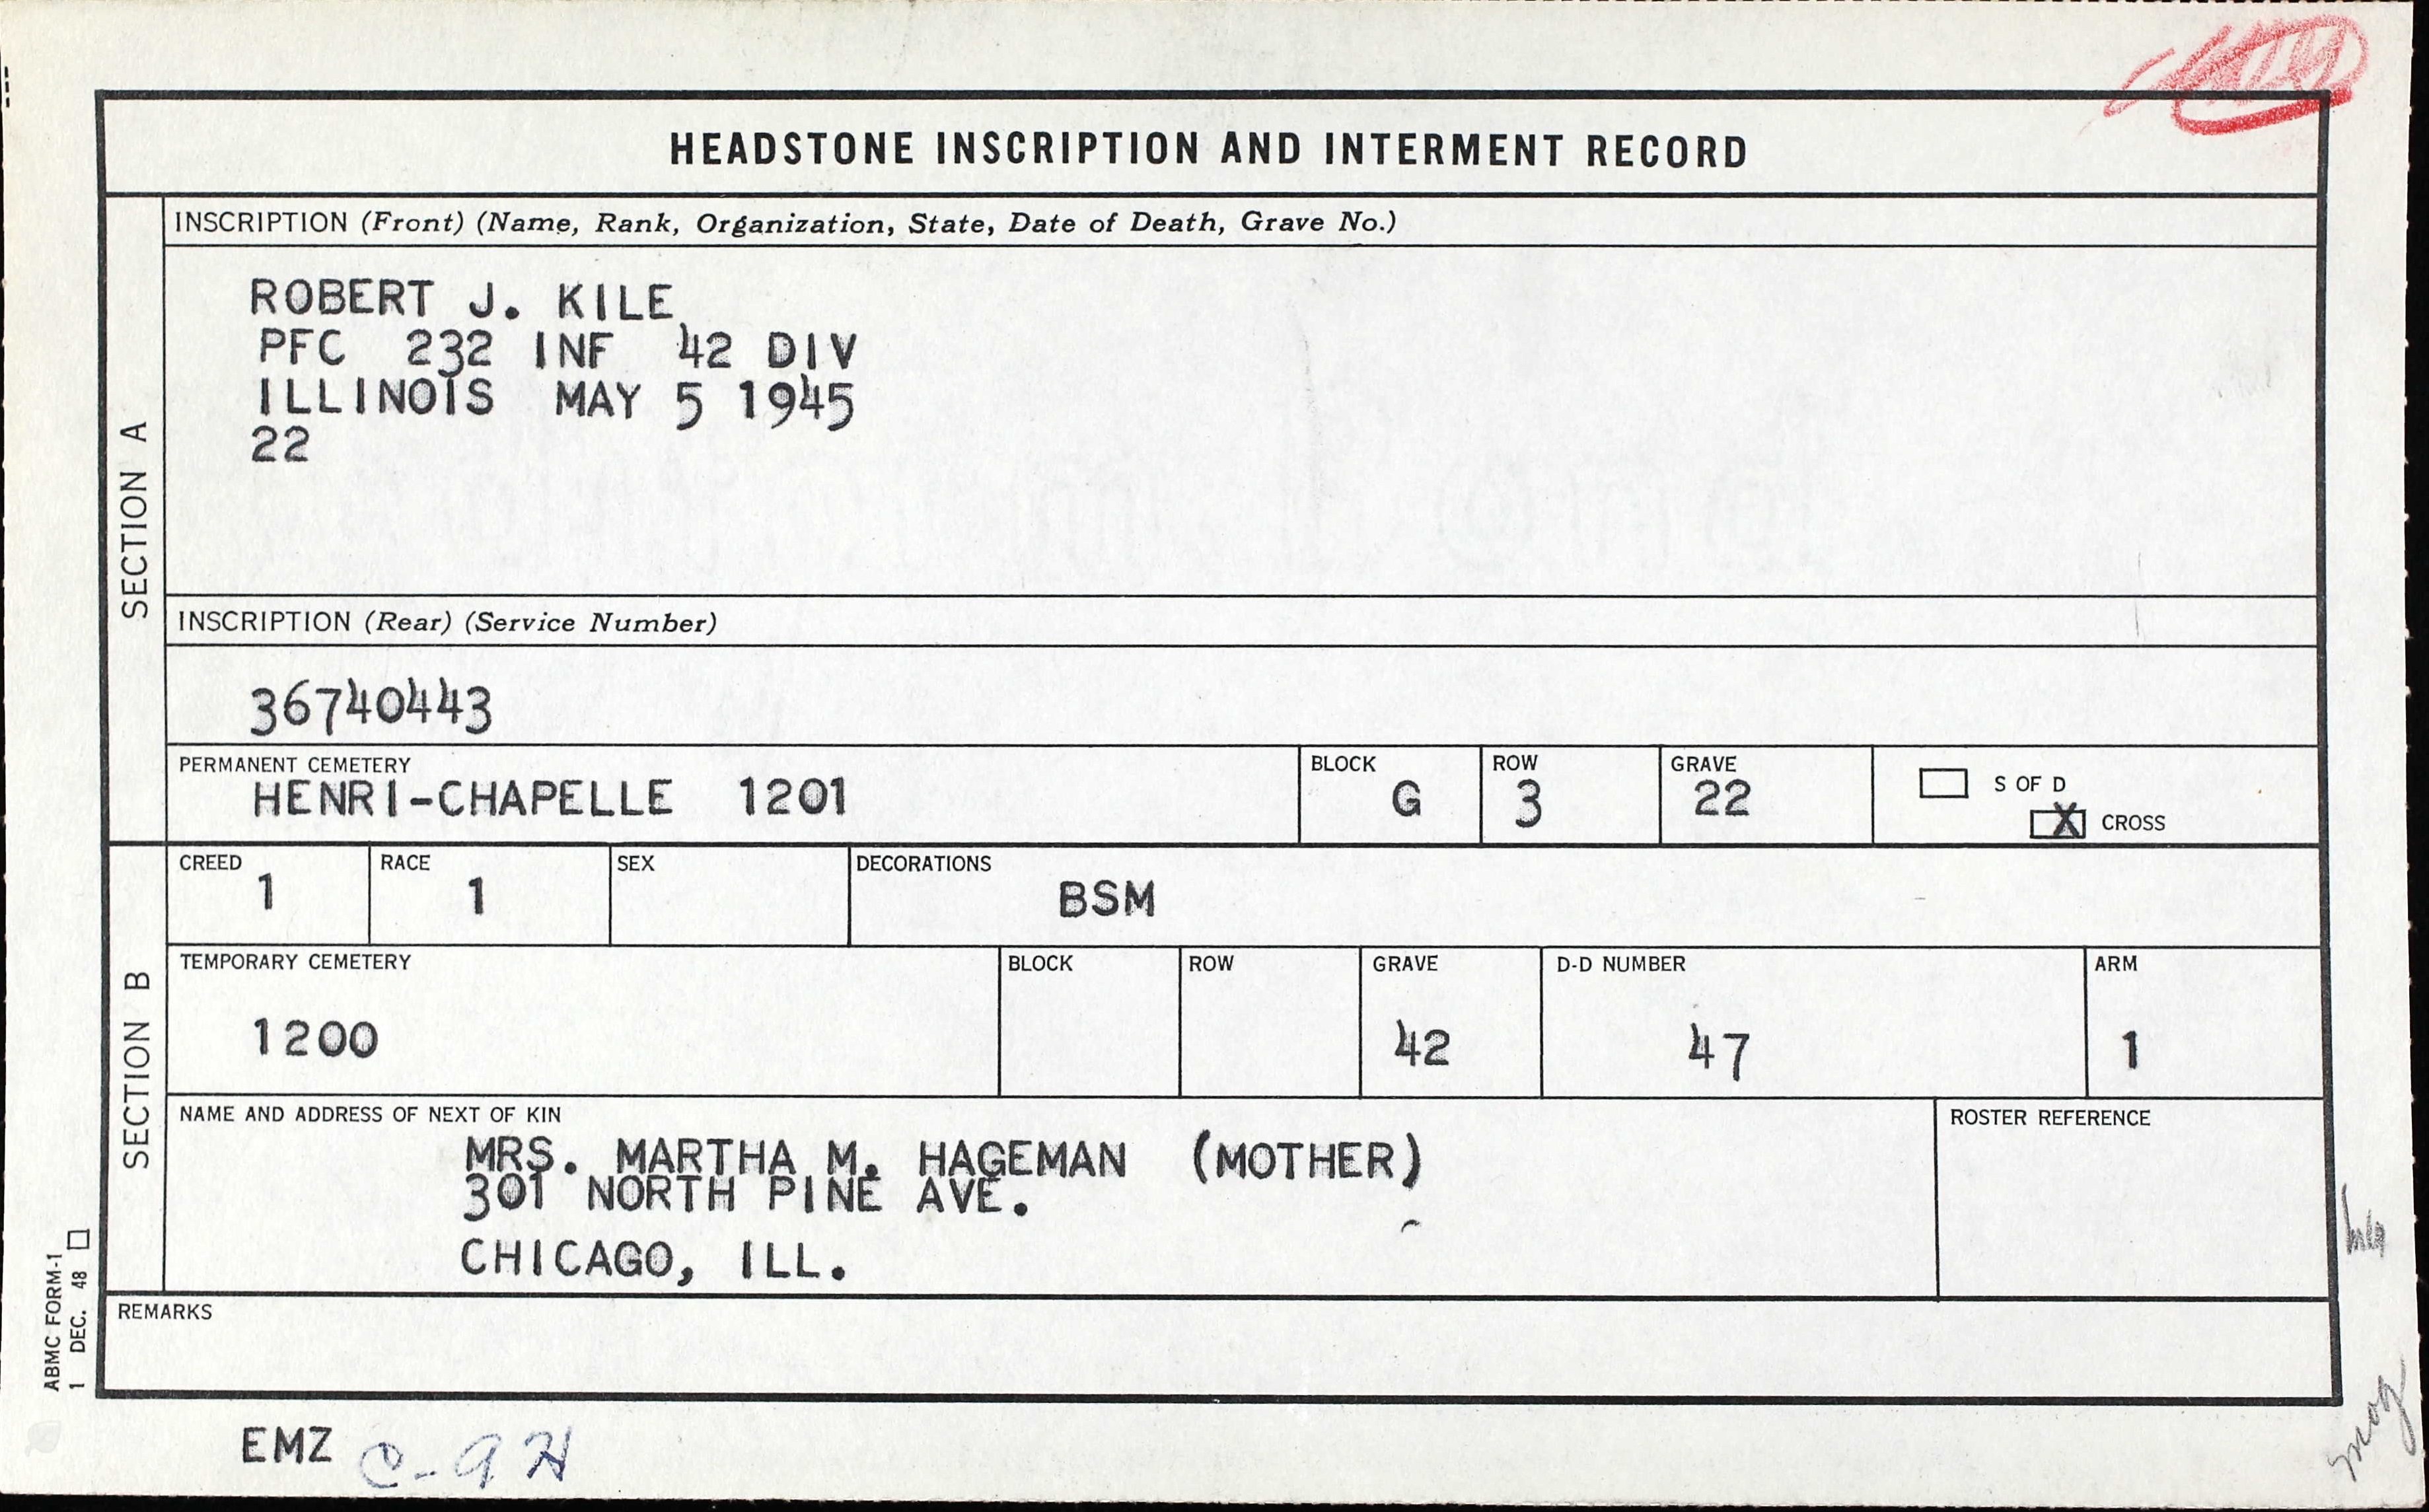 HEADSTONE INSCRIPTION AND INTERMENT RECORD
SECTION A
INSCRIPTION (Front) (Name, Rank, Organization, State, Date of Death, Grave No.)
ROBERT J. KILE
PFC 232 INF 42 DIV
ILLINOIS MAY 5 1945
22
INSCRIPTION (Rear) (Service Number)
36740443
PERMANENT CEMETERY
HENRI-CHAPELLE 1201
BLOCK
G
ROW
3
GRAVE
22
S OF D
X CROSS
SECTION B
CREED
1
RACE
1
SEX
DECORATIONS
BSM
TEMPORARY CEMETERY
1200
BLOCK
ROW
GRAVE
42
D-D NUMBER
47
ARM
1
NAME AND ADDRESS OF NEXT OF KIN
MRS. MARTHA M. HAGEMAN (MOTHER)
301 NORTH PINE AVE.
CHICAGO, ILL.
ROSTER REFERENCE
REMARKS
ABMC FORM-1
1 DEC. 48
EMZ C-9H